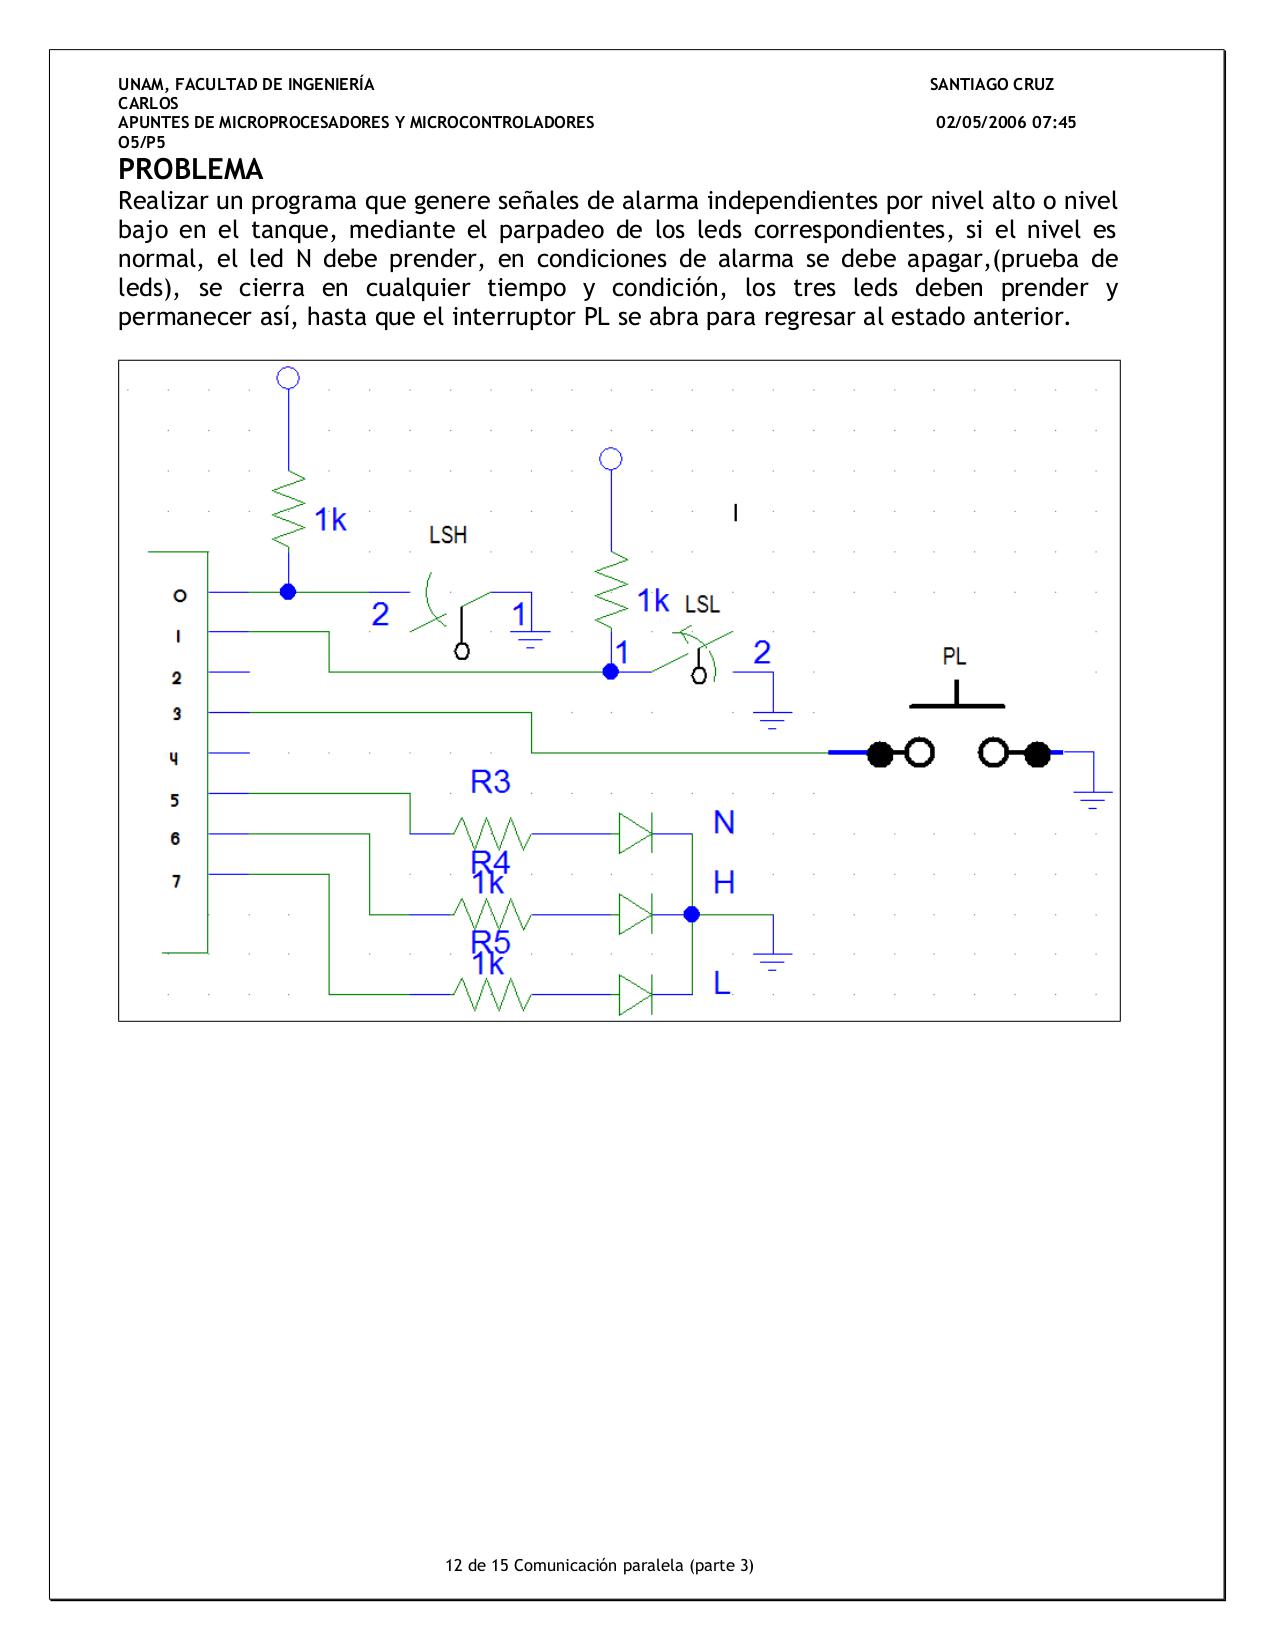 UNAM, FACULTAD DE INGENIERÍA SANTIAGO CRUZ
CARLOS
APUNTES DE MICROPROCESADORES Y MICROCONTROLADORES 02/05/2006 07:45
O5/P5
PROBLEMA
Realizar un programa que genere señales de alarma independientes por nivel alto o nivel
bajo en el tanque, mediante el parpadeo de los leds correspondientes, si el nivel es
normal, el led N debe prender, en condiciones de alarma se debe apagar,(prueba de
leds), se cierra en cualquier tiempo y condición, los tres leds deben prender y
permanecer así, hasta que el interruptor PL se abra para regresar al estado anterior.
1k
I
LSH
0
2
1
1k
LSL
1
1
2
2
PL
3
4
R3
5
N
6
R4
1k
H
7
R5
1k
L
12 de 15 Comunicación paralela (parte 3)